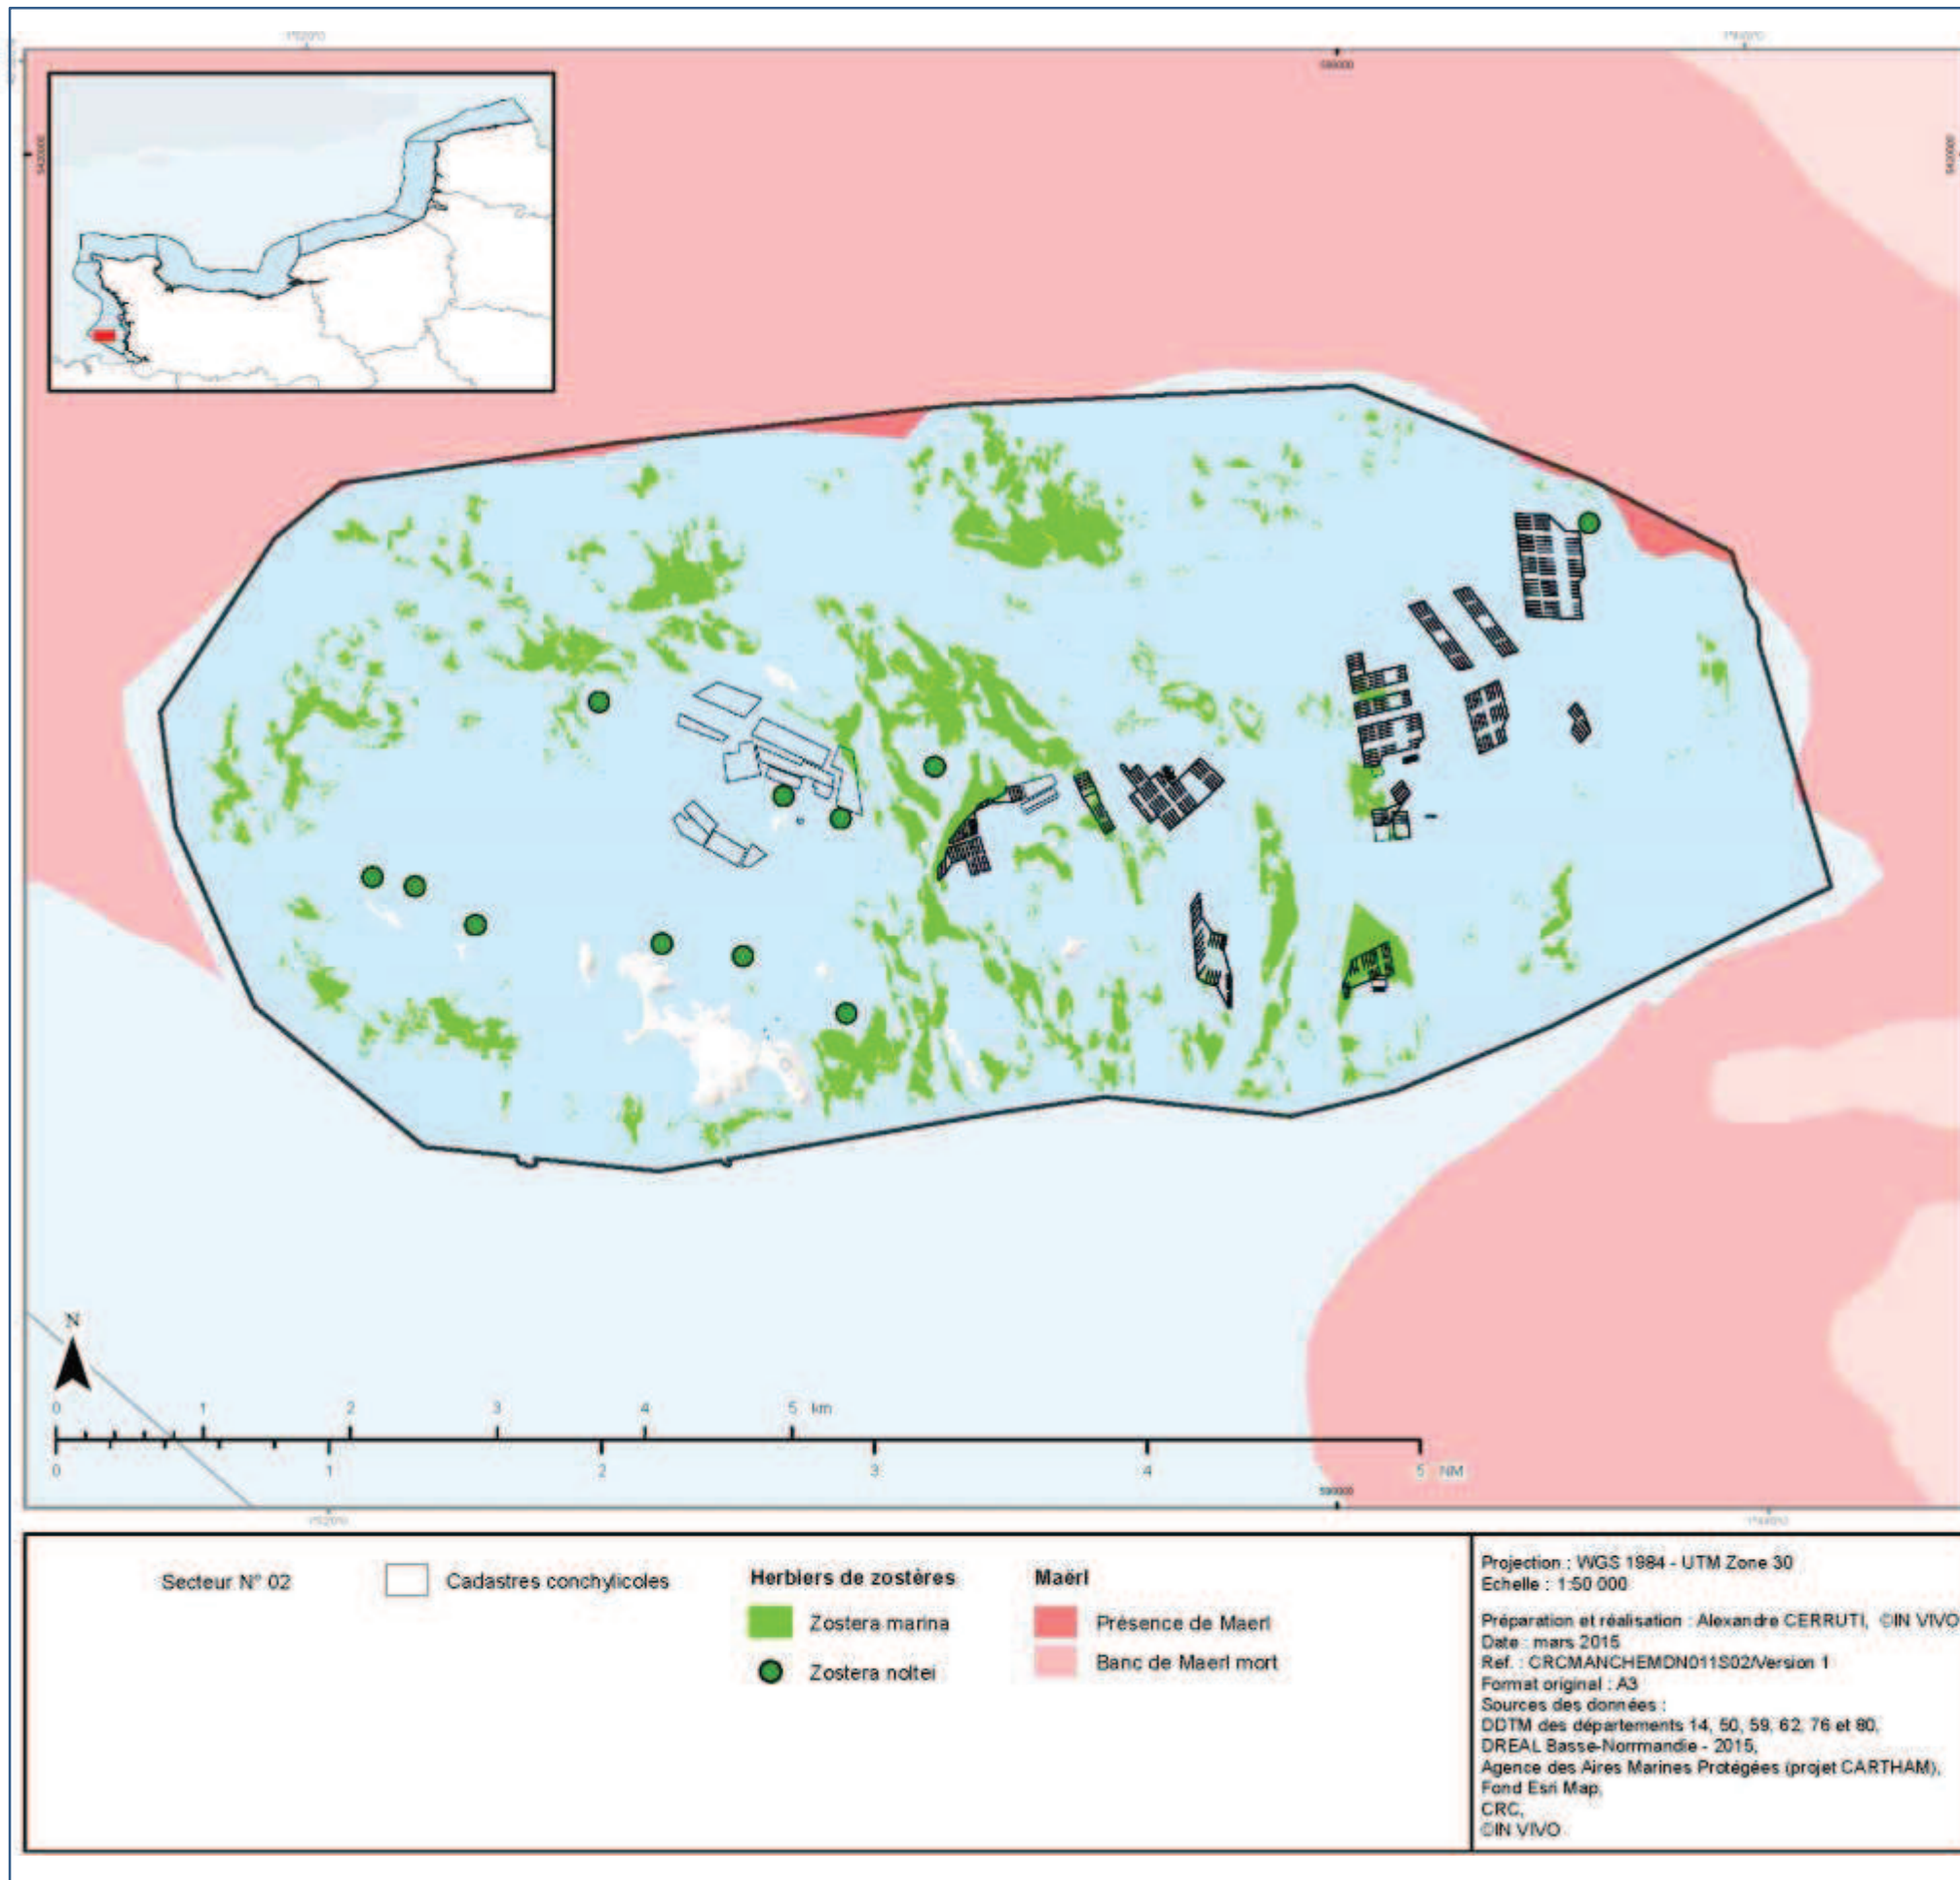 590000
N
0 1 2 3 4 5 km
0 1 2 3 4 5 NM
590000
Secteur N° 02
Cadastres conchylicoles
Herbiers de zostères
Zostera marina
Zostera noltei
Maërl
Présence de Maerl
Banc de Maerl mort
Projection : WGS 1984 - UTM Zone 30
Echelle : 1:50 000
Préparation et réalisation : Alexandre CERRUTI, ©IN VIVO
Date : mars 2015
Ref. : CRCMANCHEMDN011S02/Version 1
Format original : A3
Sources des données :
DDTM des départements 14, 50, 59, 62, 76 et 80,
DREAL Basse-Norrmandie - 2015,
Agence des Aires Marines Protégées (projet CARTHAM),
Fond Esri Map,
CRC,
©IN VIVO